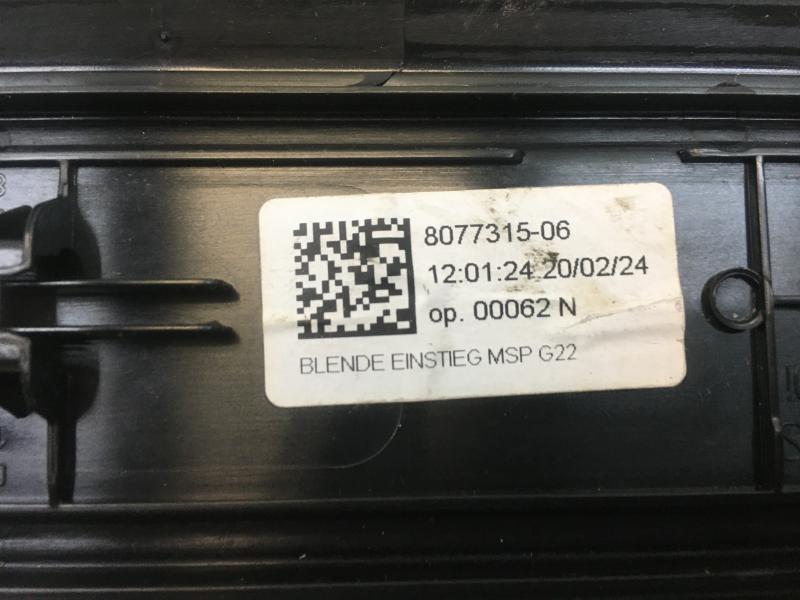 8077315-06
12:01:24 20/02/24
op. 00062 N
BLENDE EINSTIEG MSP G22